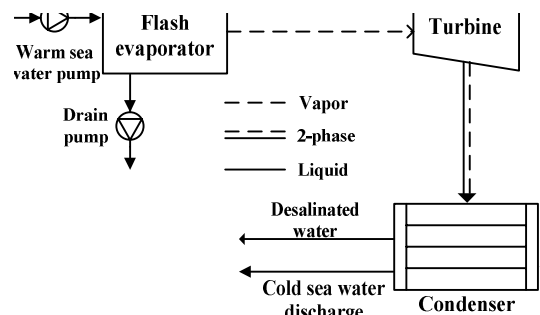 Flash
evaporator
Turbine
Warm sea
water pump
Drain
pump
Vapor
2-phase
Liquid
Desalinated
water
Cold sea water
discharge
Condenser